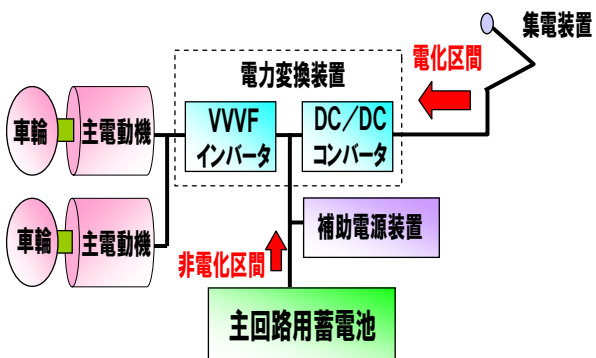 集電装置
電化区間
電力変換装置
VVVF
インバータ
DC／DC
コンバータ
車輪
主電動機
車輪
主電動機
補助電源装置
非電化区間
主回路用蓄電池